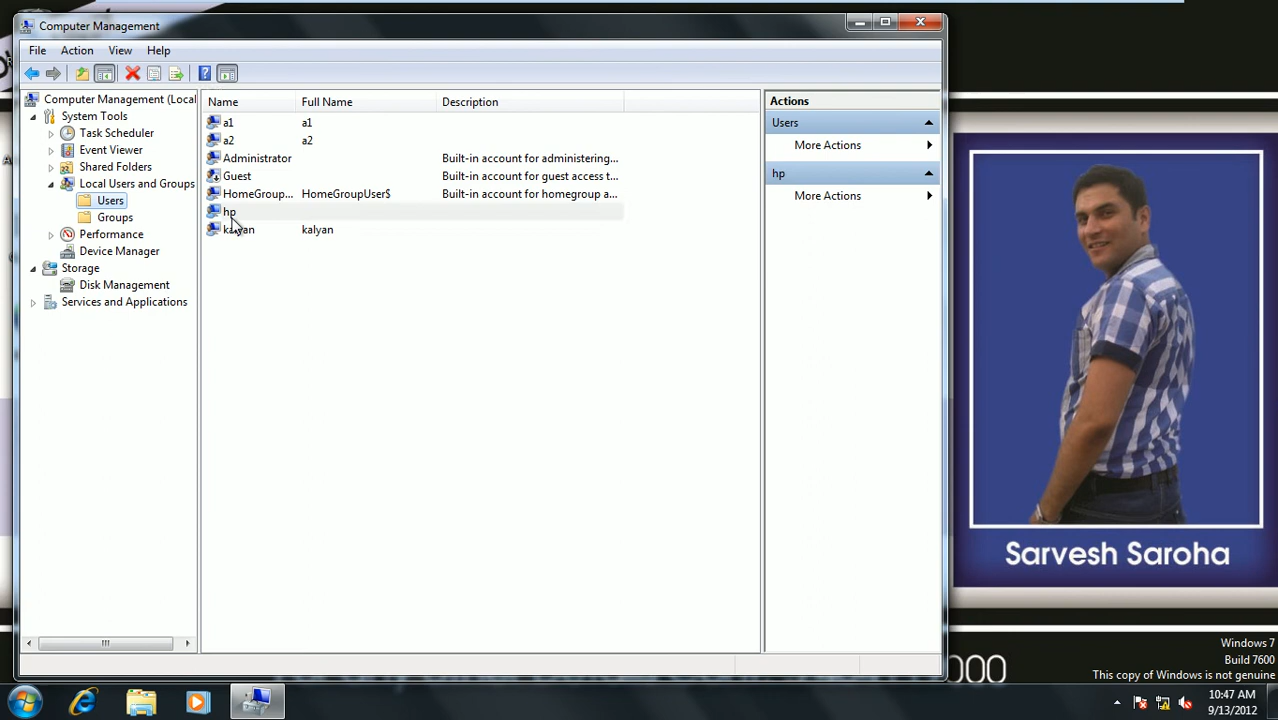 Computer Management
File Action View Help
Computer Management (Local
System Tools
Task Scheduler
Event Viewer
Shared Folders
Local Users and Groups
Users
Groups
Performance
Device Manager
Storage
Disk Management
Services and Applications
Name Full Name Description
a1 a1
a2 a2
Administrator Built-in account for administering...
Guest Built-in account for guest access t...
HomeGroup... HomeGroupUser$ Built-in account for homegroup a...
hp
kalyan kalyan
Actions
Users
More Actions
hp
More Actions
Sarvesh Saroha
Windows 7
Build 7600
This copy of Windows is not genuine
10:47 AM
9/13/2012